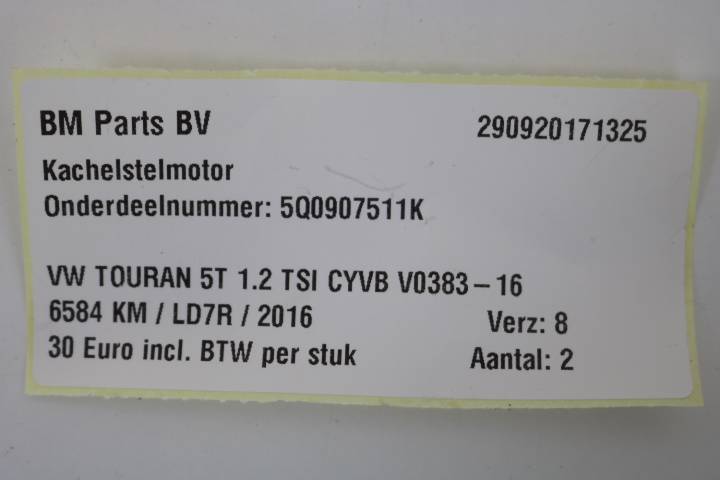 BM Parts BV 290920171325
Kachelstelmotor
Onderdeelnummer: 5Q0907511K
VW TOURAN 5T 1.2 TSI CYVB V0383-16
6584 KM / LD7R / 2016 Verz: 8
30 Euro incl. BTW per stuk Aantal: 2